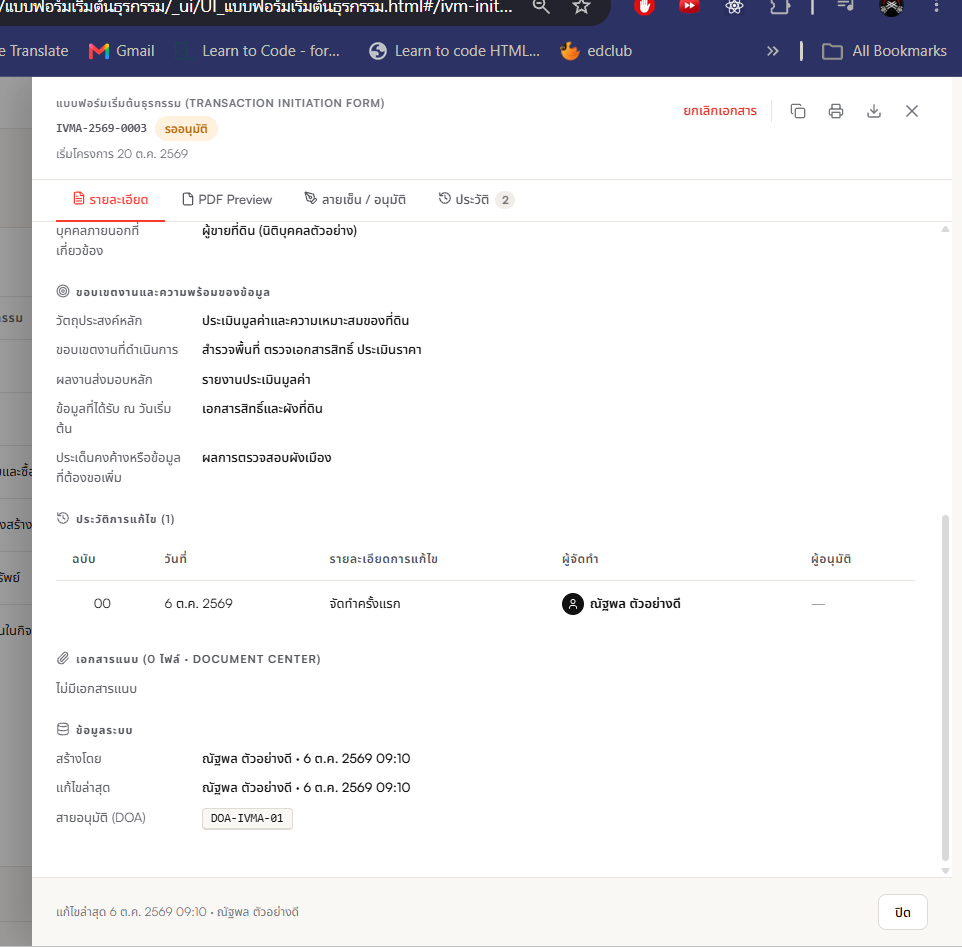 /แบบฟอร์มเริ่มต้นธุรกรรม/_ui/UI_แบบฟอร์มเริ่มต้นธุรกรรม.html#/ivm-init...
e Translate Gmail Learn to Code - for... Learn to code HTML... edclub » All Bookmarks
แบบฟอร์มเริ่มต้นธุรกรรม (TRANSACTION INITIATION FORM)
ยกเลิกเอกสาร
IVMA-2569-0003 รออนุมัติ
เริ่มโครงการ 20 ต.ค. 2569
รายละเอียด PDF Preview ลายเซ็น / อนุมัติ ประวัติ 2
บุคคลภายนอกที่ ผู้ขายที่ดิน (นิติบุคคลตัวอย่าง)
เกี่ยวข้อง
ขอบเขตงานและความพร้อมของข้อมูล
วัตถุประสงค์หลัก ประเมินมูลค่าและความเหมาะสมของที่ดิน
ขอบเขตงานที่ดำเนินการ สำรวจพื้นที่ ตรวจเอกสารสิทธิ์ ประเมินราคา
ผลงานส่งมอบหลัก รายงานประเมินมูลค่า
ข้อมูลที่ได้รับ ณ วันเริ่ม เอกสารสิทธิ์และผังที่ดิน
ต้น
ประเด็นคงค้างหรือข้อมูล ผลการตรวจสอบผังเมือง
ที่ต้องขอเพิ่ม
ประวัติการแก้ไข (1)
ฉบับ วันที่ รายละเอียดการแก้ไข ผู้จัดทำ ผู้อนุมัติ
00 6 ต.ค. 2569 จัดทำครั้งแรก ณัฐพล ตัวอย่างดี —
เอกสารแนบ (0 ไฟล์ • DOCUMENT CENTER)
ไม่มีเอกสารแนบ
ข้อมูลระบบ
สร้างโดย ณัฐพล ตัวอย่างดี • 6 ต.ค. 2569 09:10
แก้ไขล่าสุด ณัฐพล ตัวอย่างดี • 6 ต.ค. 2569 09:10
สายอนุมัติ (DOA) DOA-IVMA-01
แก้ไขล่าสุด 6 ต.ค. 2569 09:10 • ณัฐพล ตัวอย่างดี
ปิด